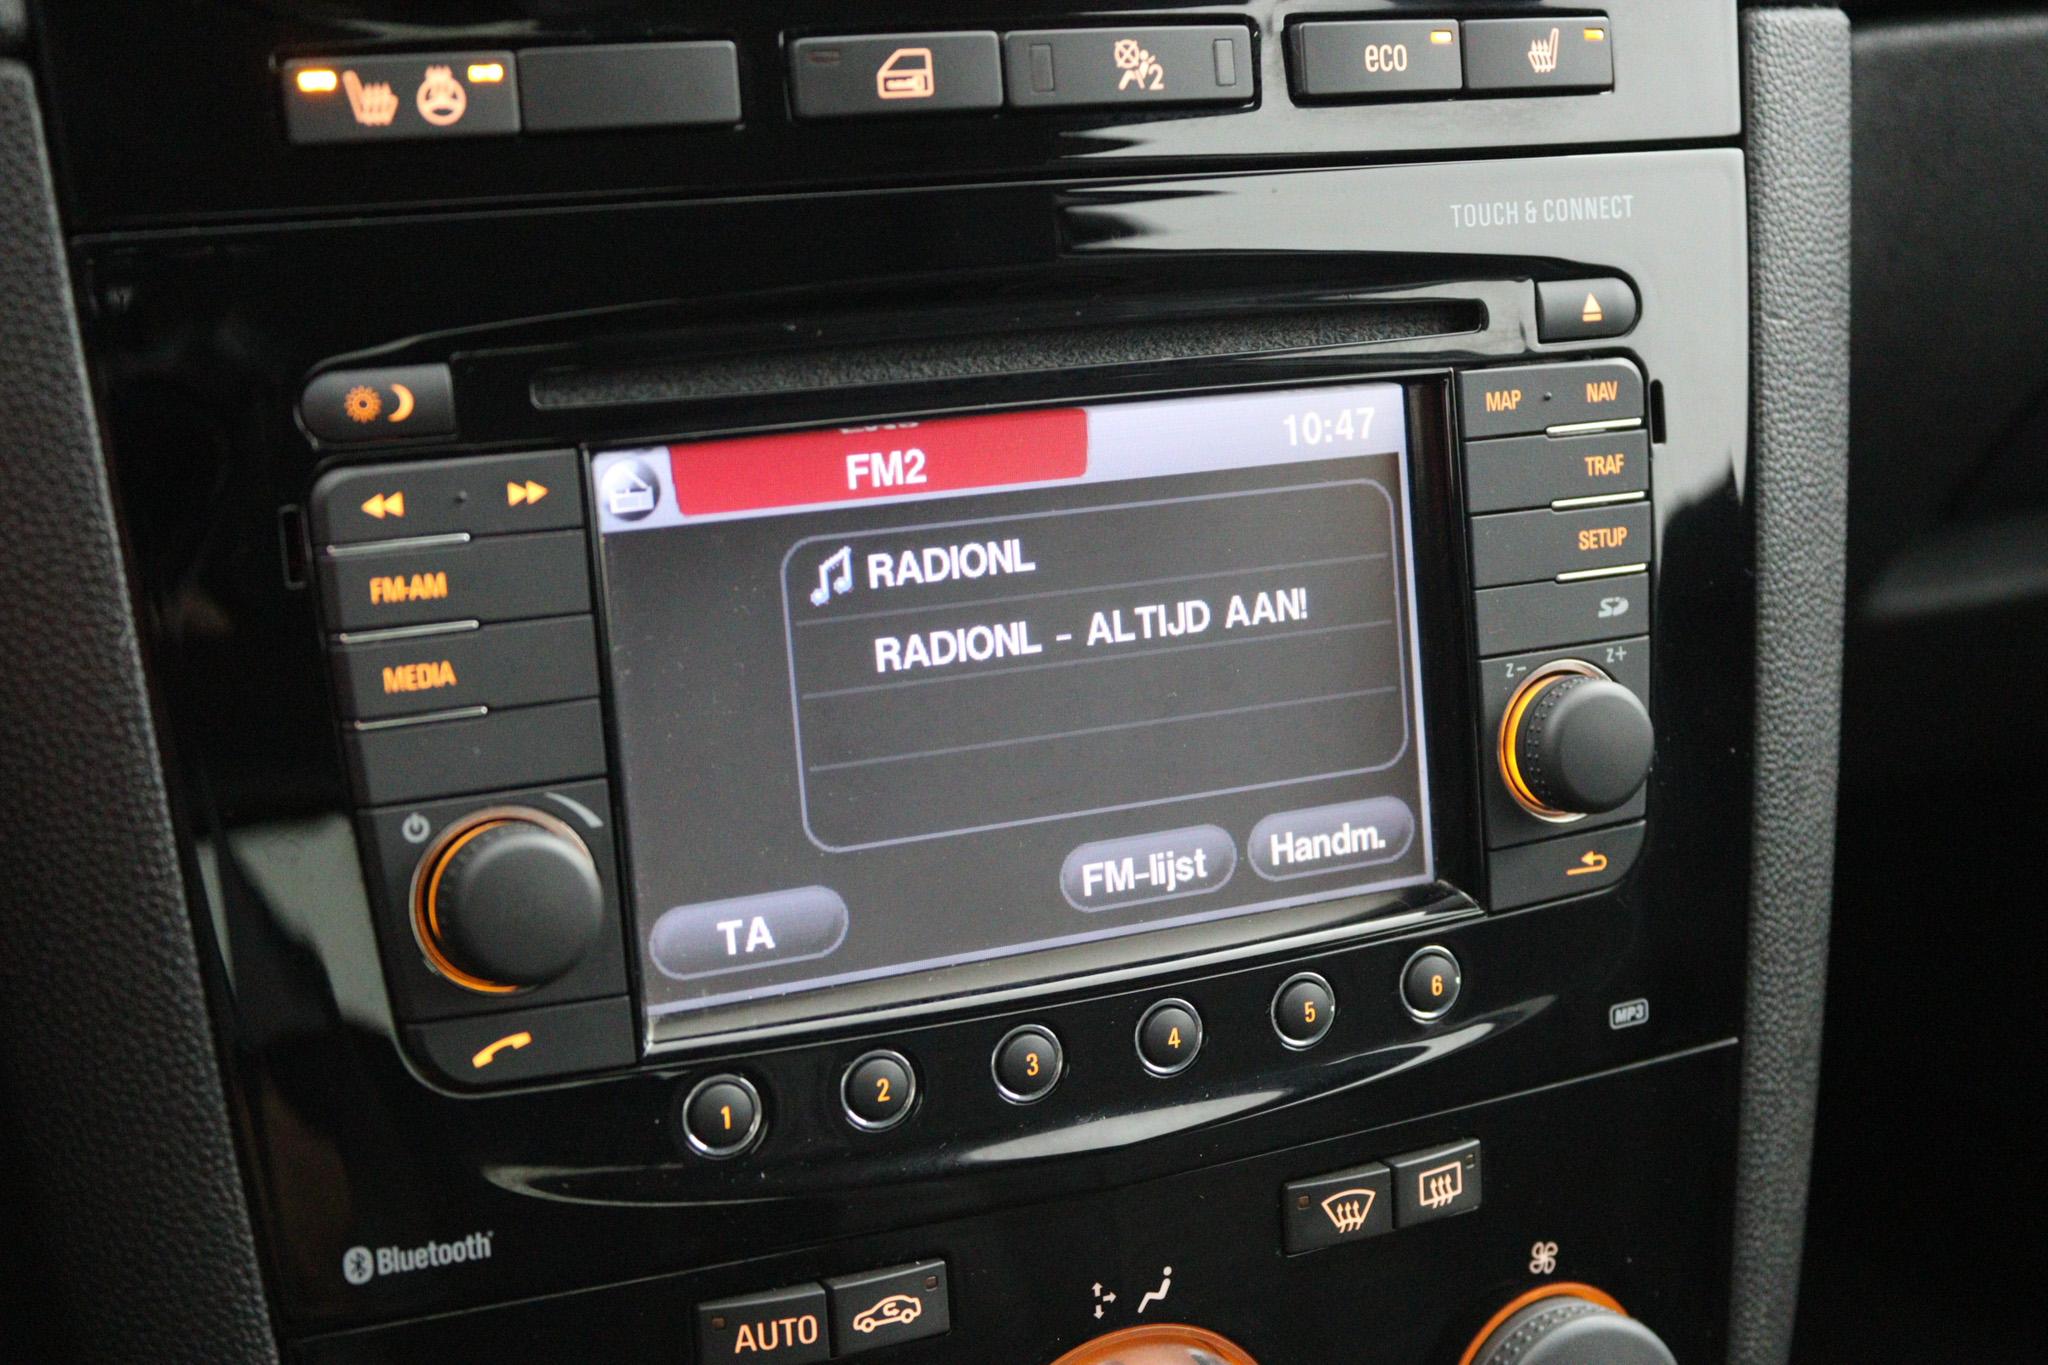 2
eco
TOUCH & CONNECT
MAP · NAV
10:47
FM2
TRAF
FM-AM
RADIONL
SETUP
RADIONL - ALTIJD AAN!
MEDIA
Z- Z+
FM-lijst
Handm.
TA
1 2 3 4 5 6
MP3
Bluetooth
AUTO